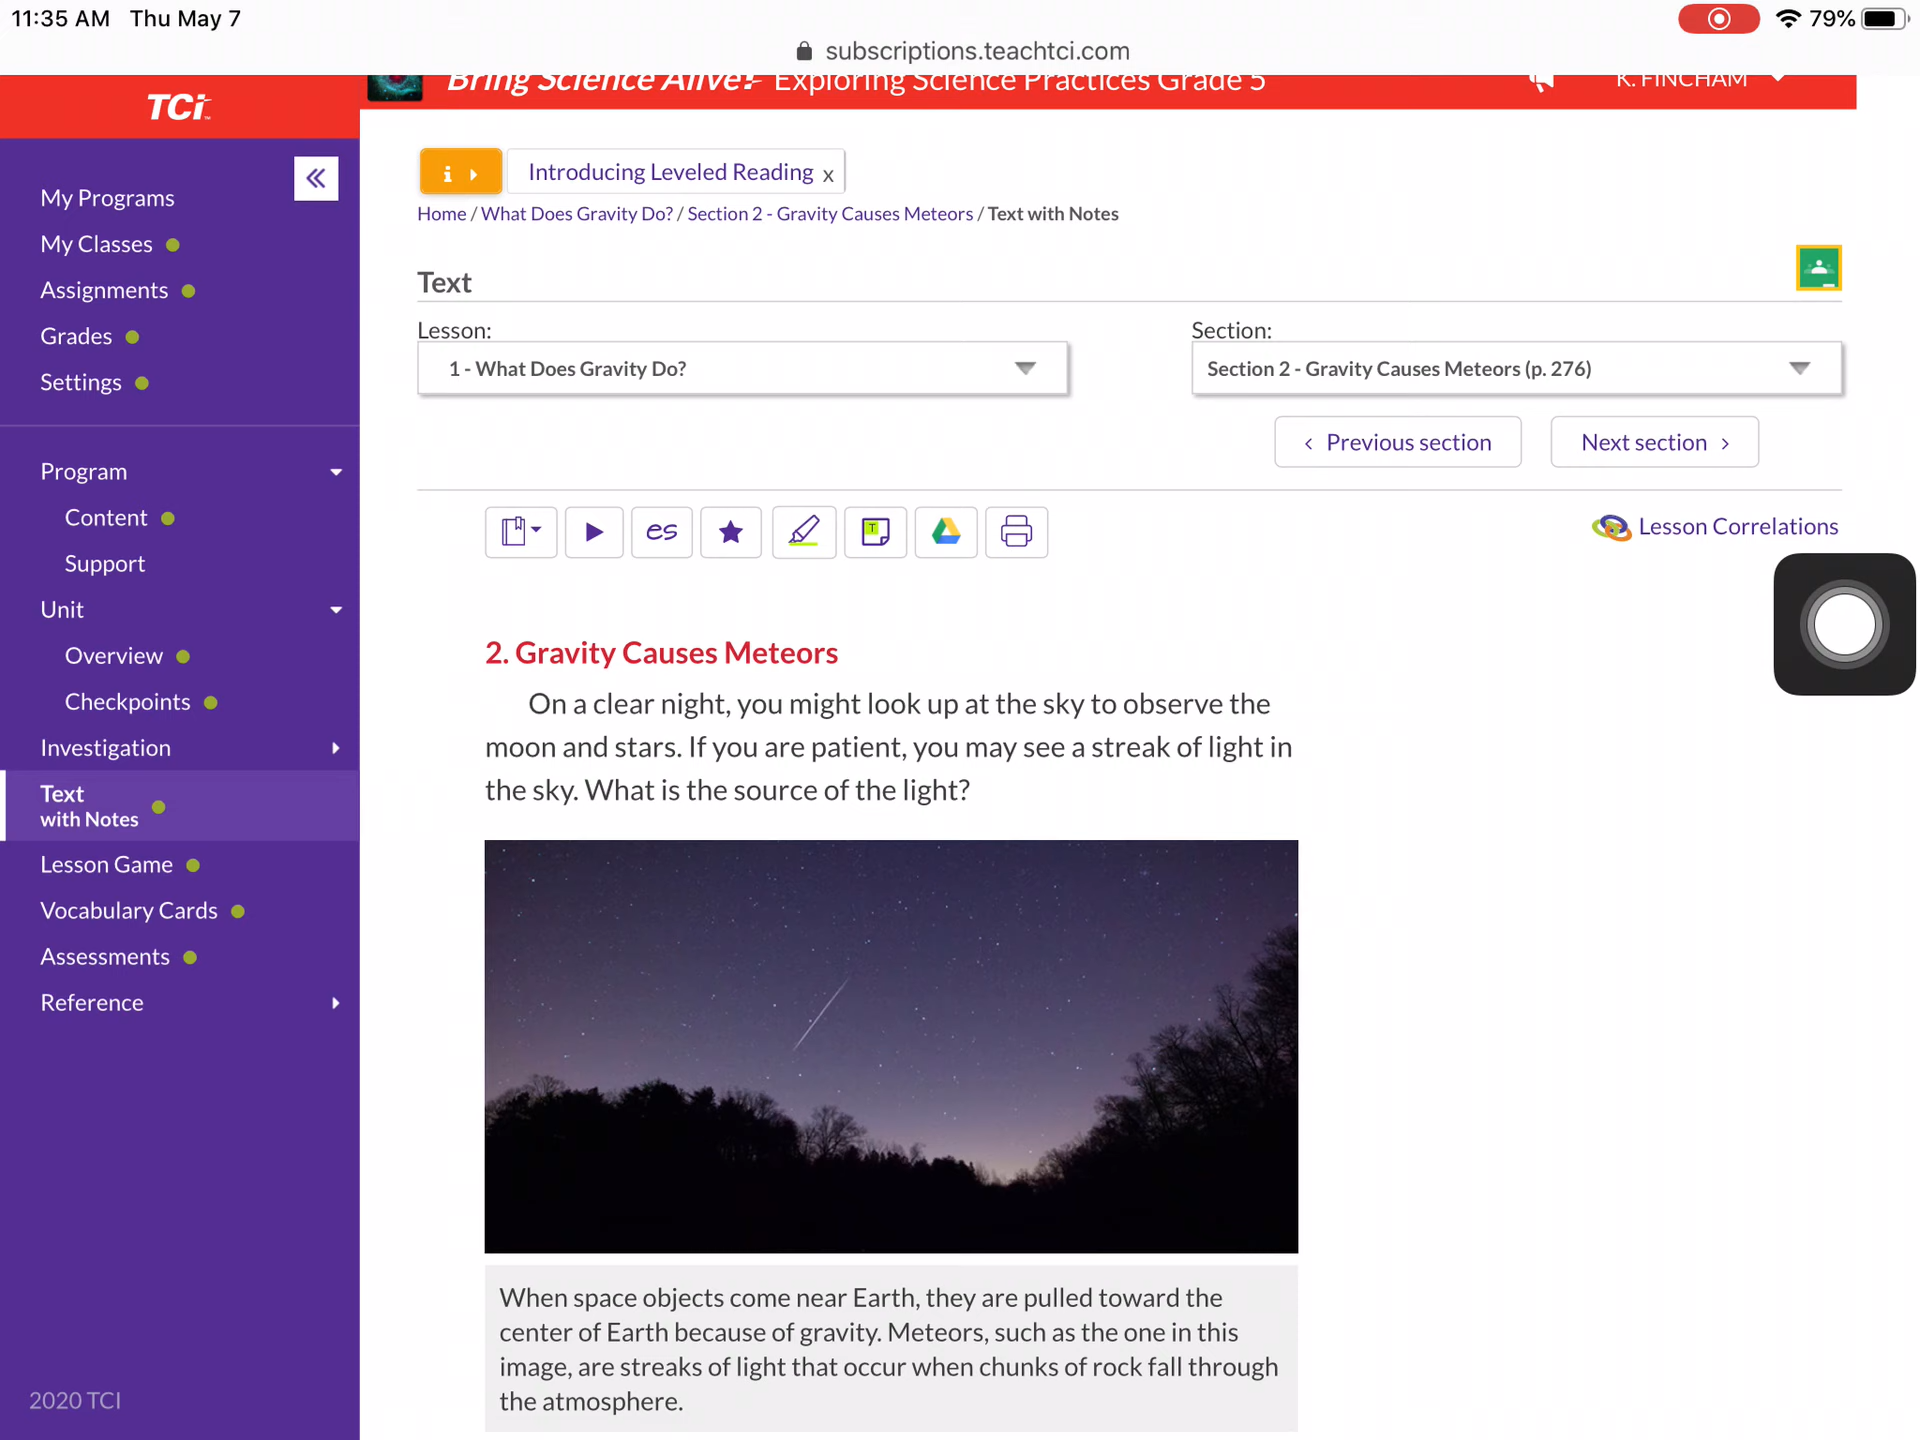 11:35 AM Thu May 7
79%
subscriptions.teachtci.com
TCi
Bring Science Alive! - Exploring Science Practices Grade 5
K. FINCHAM
My Programs
My Classes
Assignments
Grades
Settings
Program
Content
Support
Unit
Overview
Checkpoints
Investigation
Text
with Notes
Lesson Game
Vocabulary Cards
Assessments
Reference
2020 TCI
i
Introducing Leveled Reading x
Home / What Does Gravity Do? / Section 2 - Gravity Causes Meteors / Text with Notes
Text
Lesson:
1 - What Does Gravity Do?
Section:
Section 2 - Gravity Causes Meteors (p. 276)
‹ Previous section
Next section ›
es
T
Lesson Correlations
2. Gravity Causes Meteors
On a clear night, you might look up at the sky to observe the
moon and stars. If you are patient, you may see a streak of light in
the sky. What is the source of the light?
When space objects come near Earth, they are pulled toward the
center of Earth because of gravity. Meteors, such as the one in this
image, are streaks of light that occur when chunks of rock fall through
the atmosphere.